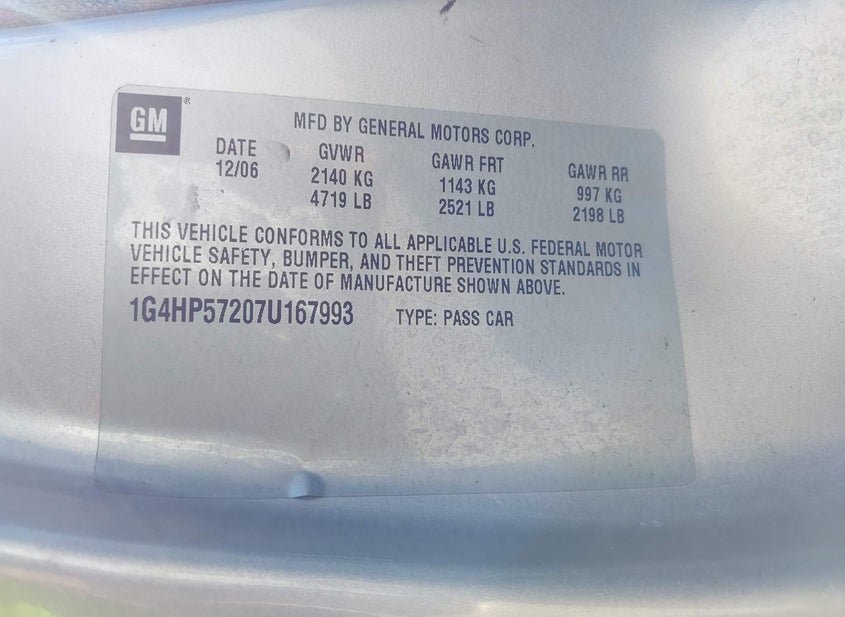 GM ®
MFD BY GENERAL MOTORS CORP.
DATE GVWR GAWR FRT GAWR RR
12/06 2140 KG 1143 KG 997 KG
4719 LB 2521 LB 2198 LB
THIS VEHICLE CONFORMS TO ALL APPLICABLE U.S. FEDERAL MOTOR
VEHICLE SAFETY, BUMPER, AND THEFT PREVENTION STANDARDS IN
EFFECT ON THE DATE OF MANUFACTURE SHOWN ABOVE.
1G4HP57207U167993 TYPE: PASS CAR